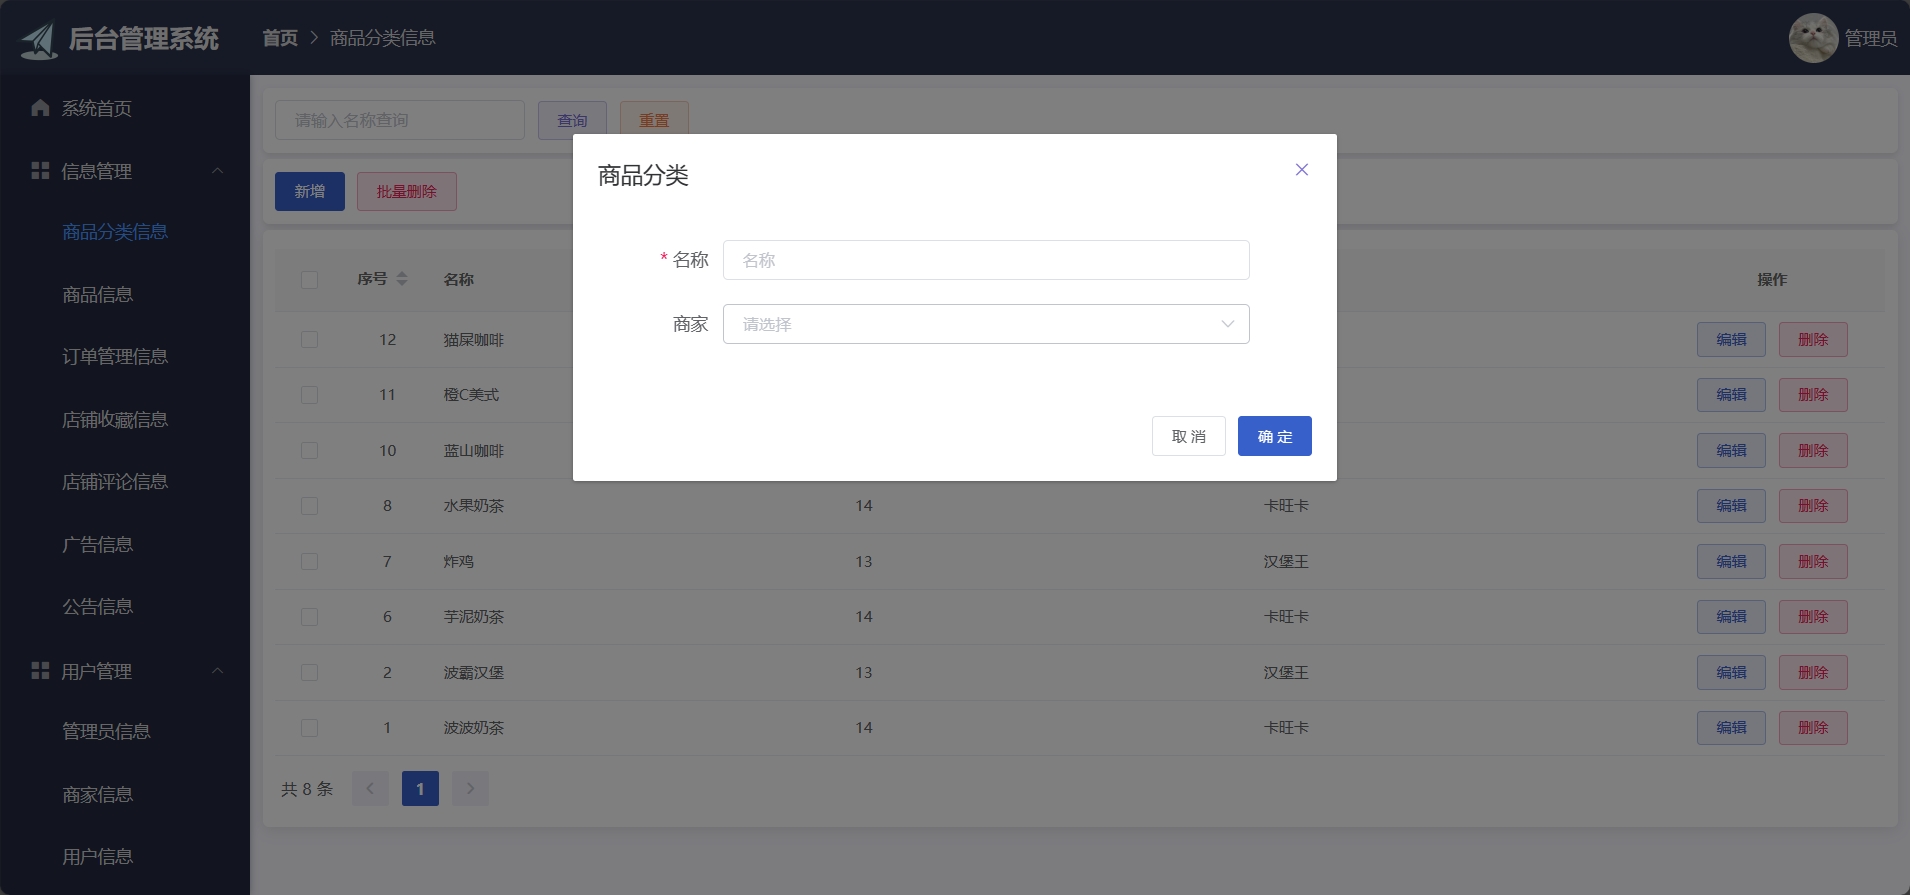 后台管理系统
首页 > 商品分类信息
管理员
系统首页
信息管理
商品分类信息
商品信息
订单管理信息
店铺收藏信息
店铺评论信息
广告信息
公告信息
用户管理
管理员信息
商家信息
用户信息
请输入名称查询 查询 重置
新增 批量删除
商品分类
* 名称 名称
商家 请选择
取消 确定
序号 名称 操作
12 猫屎咖啡 编辑 删除
11 橙C美式 编辑 删除
10 蓝山咖啡 编辑 删除
8 水果奶茶 14 卡旺卡 编辑 删除
7 炸鸡 13 汉堡王 编辑 删除
6 芋泥奶茶 14 卡旺卡 编辑 删除
2 波霸汉堡 13 汉堡王 编辑 删除
1 波波奶茶 14 卡旺卡 编辑 删除
共 8 条 1